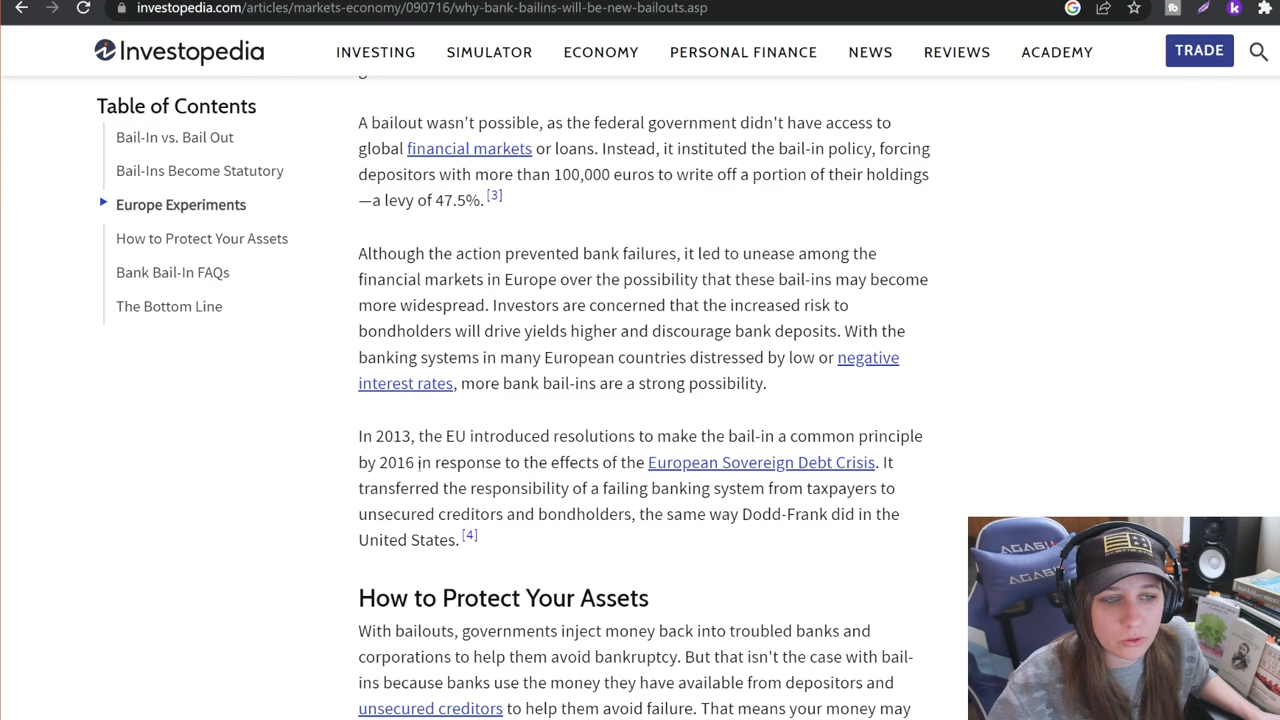 investopedia.com/articles/markets-economy/090716/why-bank-bailins-will-be-new-bailouts.asp
Investopedia
INVESTING SIMULATOR ECONOMY PERSONAL FINANCE NEWS REVIEWS ACADEMY
TRADE
Table of Contents
Bail-In vs. Bail Out
Bail-Ins Become Statutory
Europe Experiments
How to Protect Your Assets
Bank Bail-In FAQs
The Bottom Line
A bailout wasn't possible, as the federal government didn't have access to
global financial markets or loans. Instead, it instituted the bail-in policy, forcing
depositors with more than 100,000 euros to write off a portion of their holdings
—a levy of 47.5%. [3]
Although the action prevented bank failures, it led to unease among the
financial markets in Europe over the possibility that these bail-ins may become
more widespread. Investors are concerned that the increased risk to
bondholders will drive yields higher and discourage bank deposits. With the
banking systems in many European countries distressed by low or negative
interest rates, more bank bail-ins are a strong possibility.
In 2013, the EU introduced resolutions to make the bail-in a common principle
by 2016 in response to the effects of the European Sovereign Debt Crisis. It
transferred the responsibility of a failing banking system from taxpayers to
unsecured creditors and bondholders, the same way Dodd-Frank did in the
United States. [4]
How to Protect Your Assets
With bailouts, governments inject money back into troubled banks and
corporations to help them avoid bankruptcy. But that isn't the case with bail-
ins because banks use the money they have available from depositors and
unsecured creditors to help them avoid failure. That means your money may
AGASU
AGASU